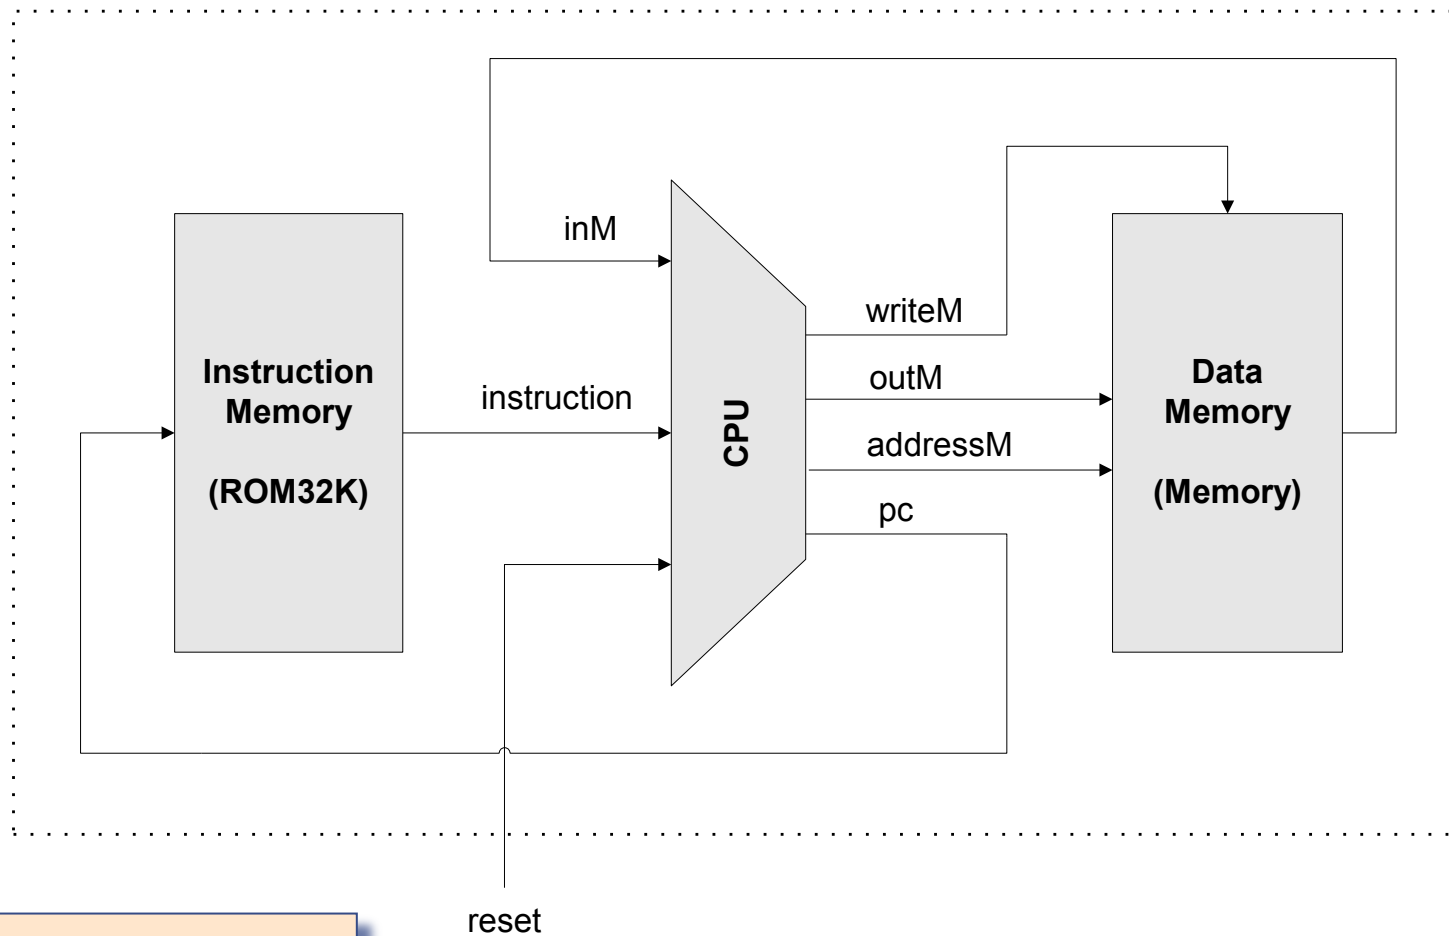 inM
writeM
Instruction
Memory
(ROM32K)
instruction
CPU
outM
addressM
pc
Data
Memory
(Memory)
reset